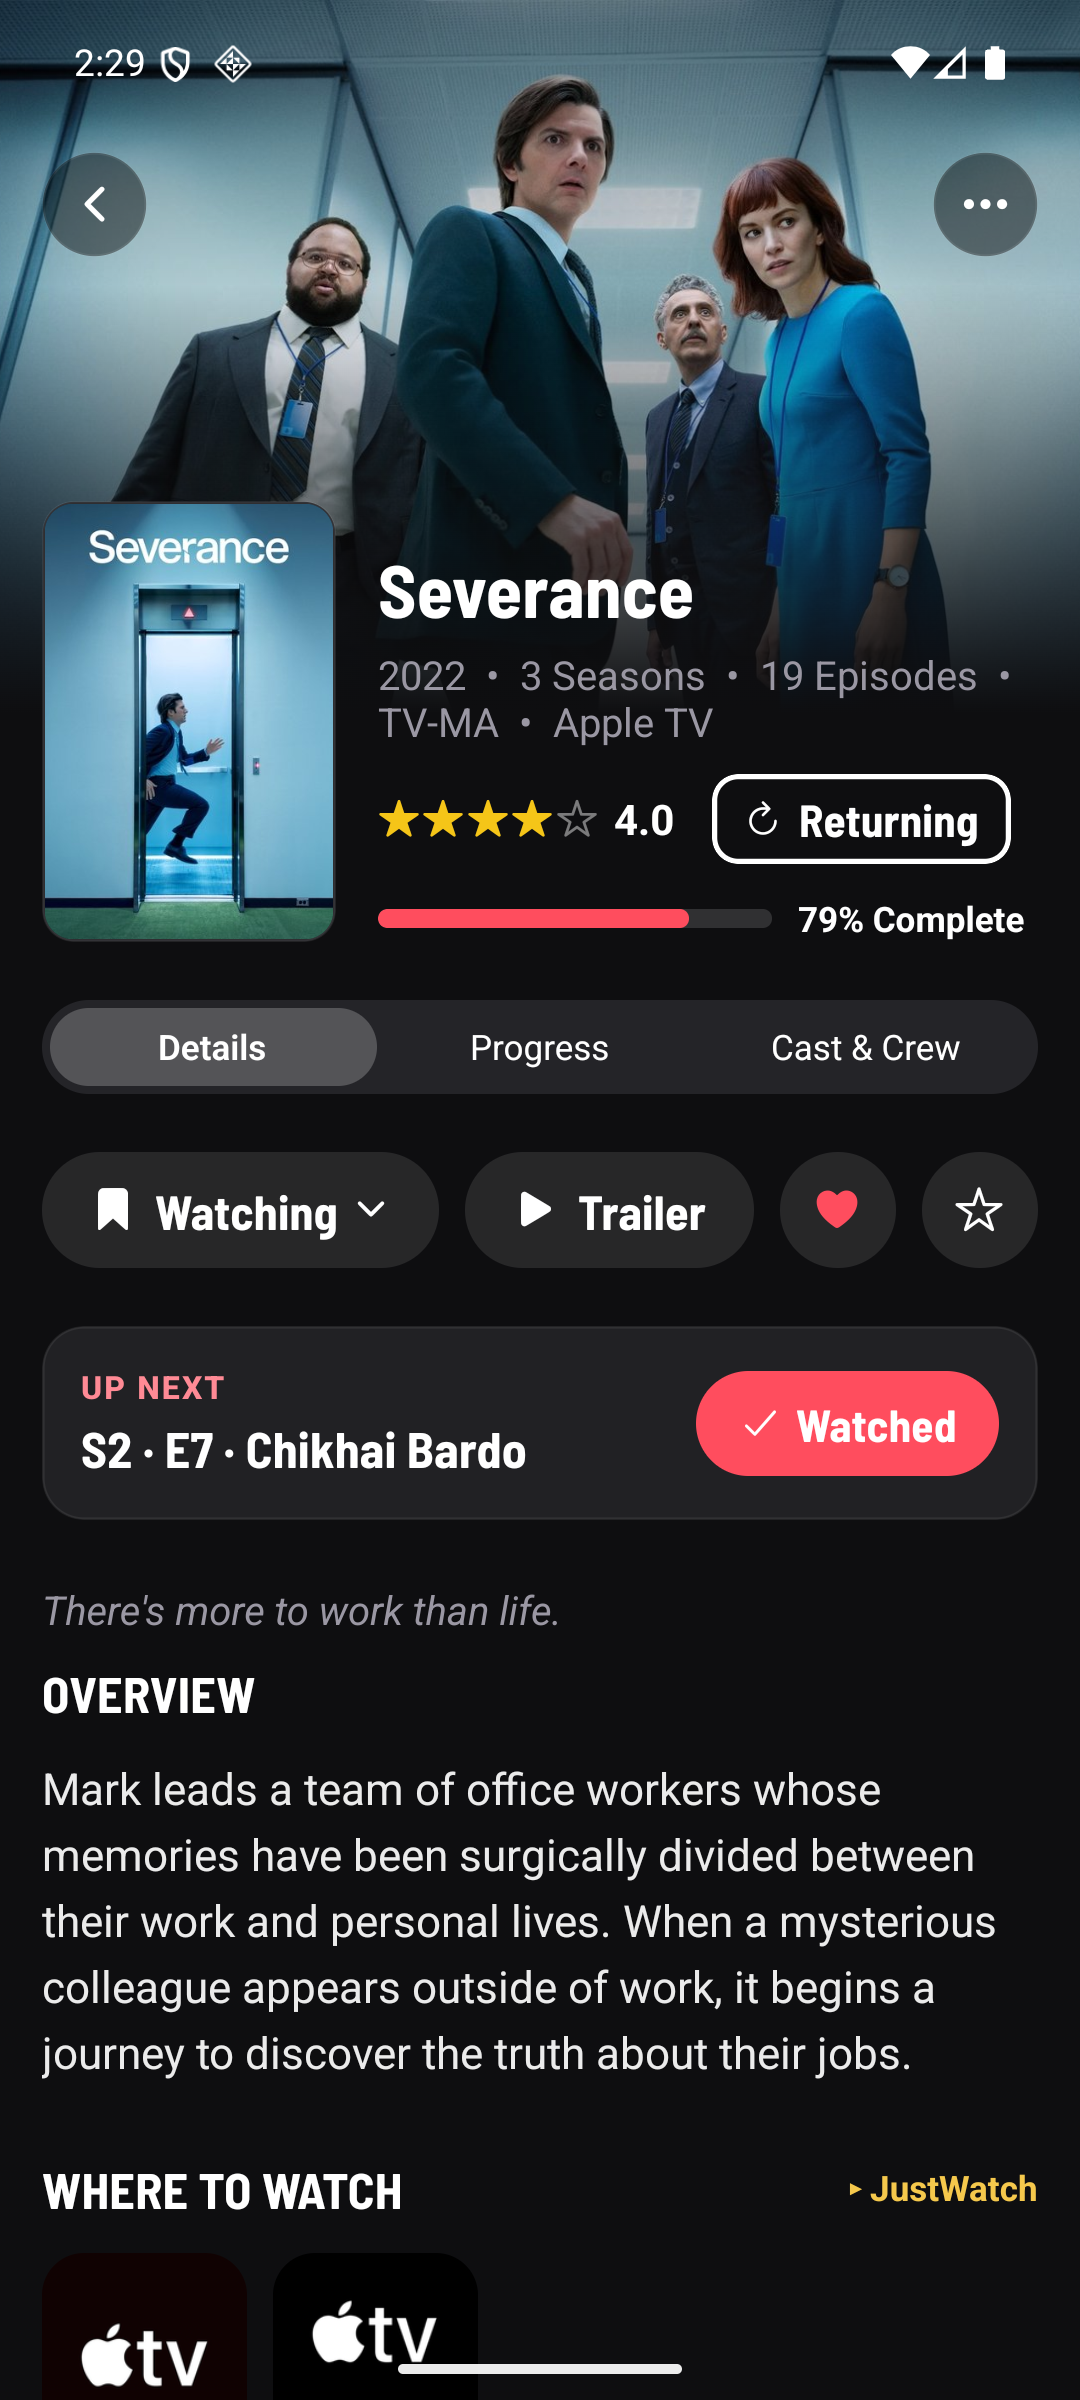 2:29
Severance
Severance
2022 • 3 Seasons • 19 Episodes •
TV-MA • Apple TV
4.0
Returning
79% Complete
Details
Progress
Cast & Crew
Watching
Trailer
UP NEXT
S2 · E7 · Chikhai Bardo
Watched
There's more to work than life.
OVERVIEW
Mark leads a team of office workers whose
memories have been surgically divided between
their work and personal lives. When a mysterious
colleague appears outside of work, it begins a
journey to discover the truth about their jobs.
WHERE TO WATCH
JustWatch
tv
tv